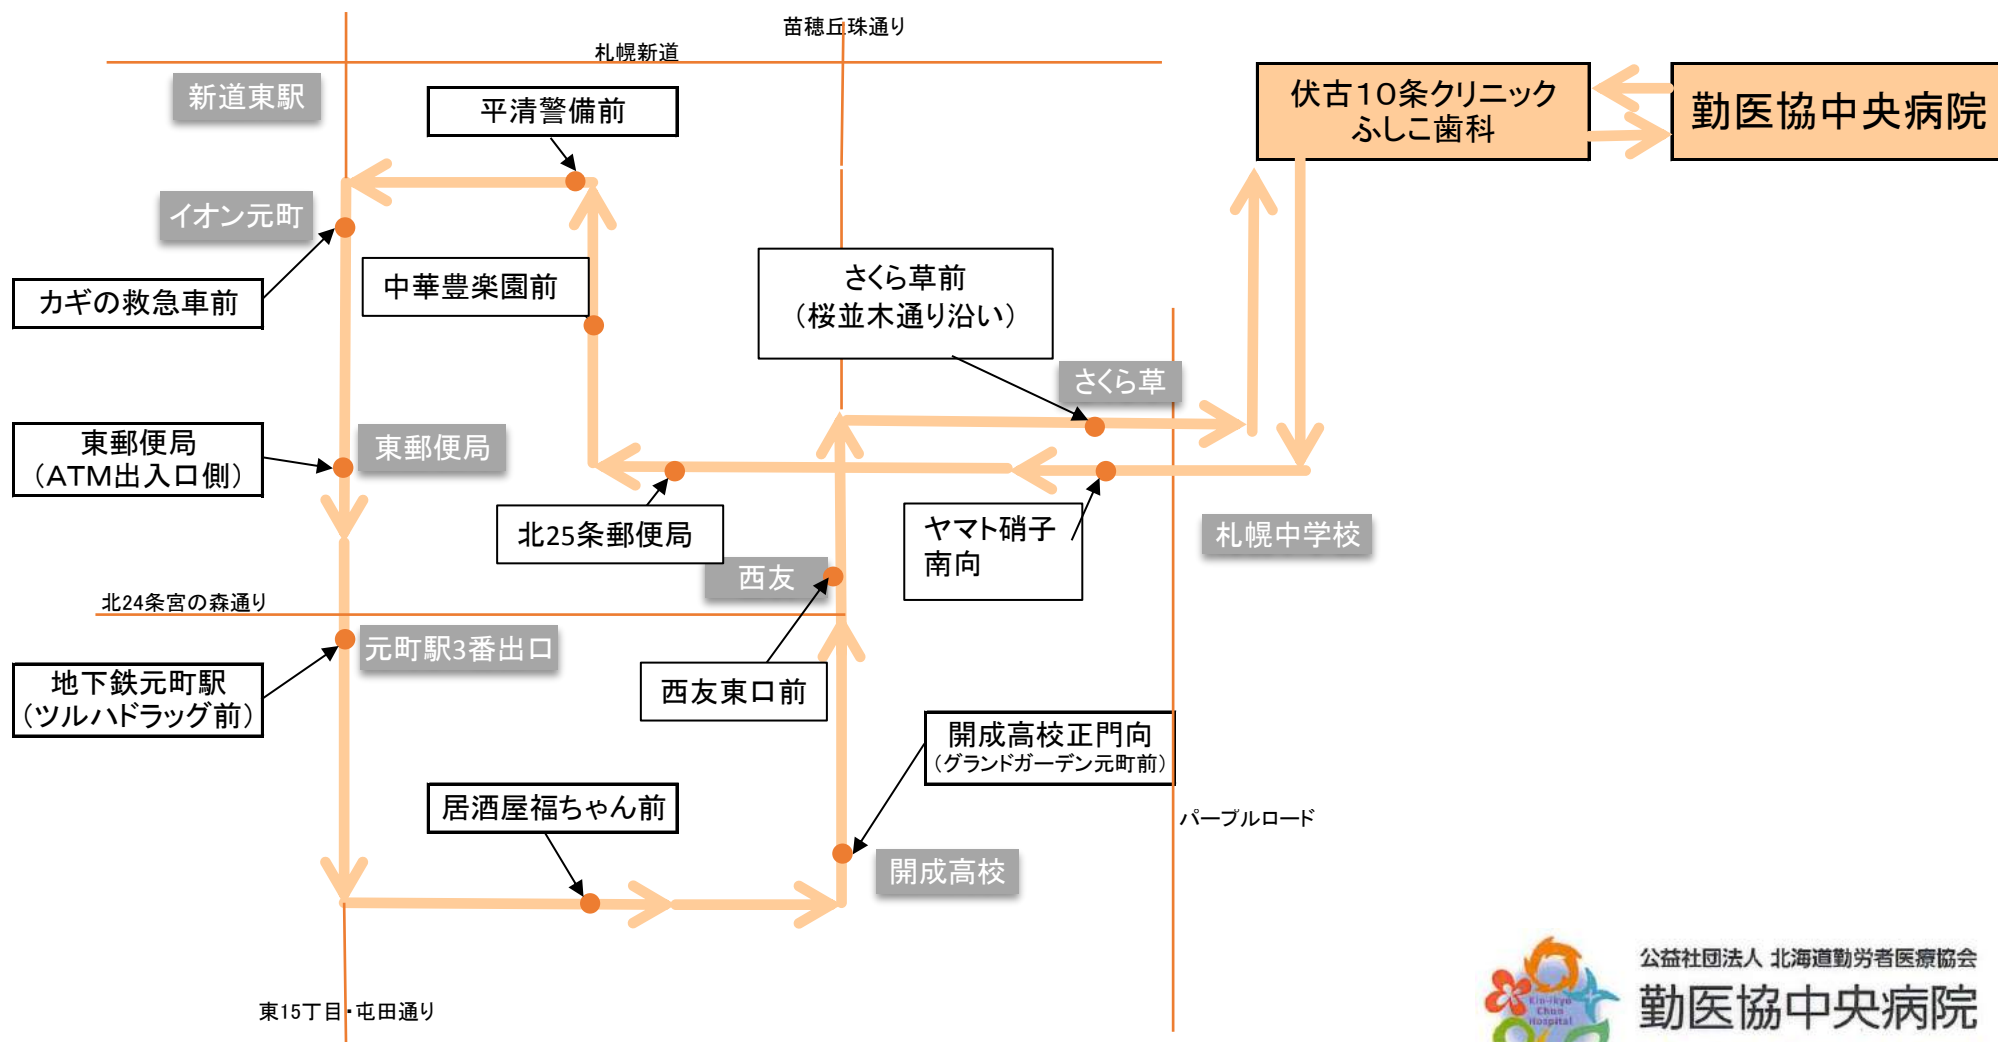 苗穂丘珠通り
札幌新道
新道東駅
平清警備前
伏古10条クリニック
ふしこ歯科
勤医協中央病院
イオン元町
カギの救急車前
中華豊楽園前
さくら草前
（桜並木通り沿い）
さくら草
東郵便局
（ATM出入口側）
東郵便局
北25条郵便局
ヤマト硝子
南向
札幌中学校
西友
北24条宮の森通り
元町駅3番出口
地下鉄元町駅
（ツルハドラッグ前）
西友東口前
開成高校正門向
（グランドガーデン元町前）
居酒屋福ちゃん前
パープルロード
開成高校
東15丁目・屯田通り
Kin-ikyo
Chuo
Hospital
公益社団法人 北海道勤労者医療協会
勤医協中央病院